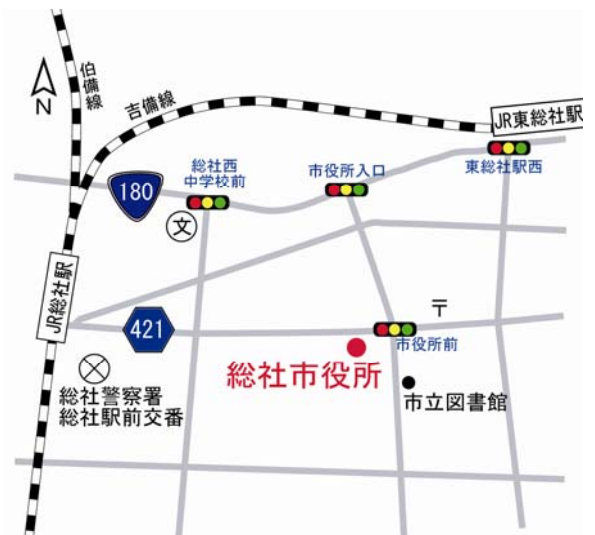 伯備線
吉備線
N
JR東総社駅
総社西
中学校前
市役所入口
東総社駅西
180
文
JR総社駅
421
〒
市役所前
総社市役所
総社警察署
総社駅前交番
市立図書館